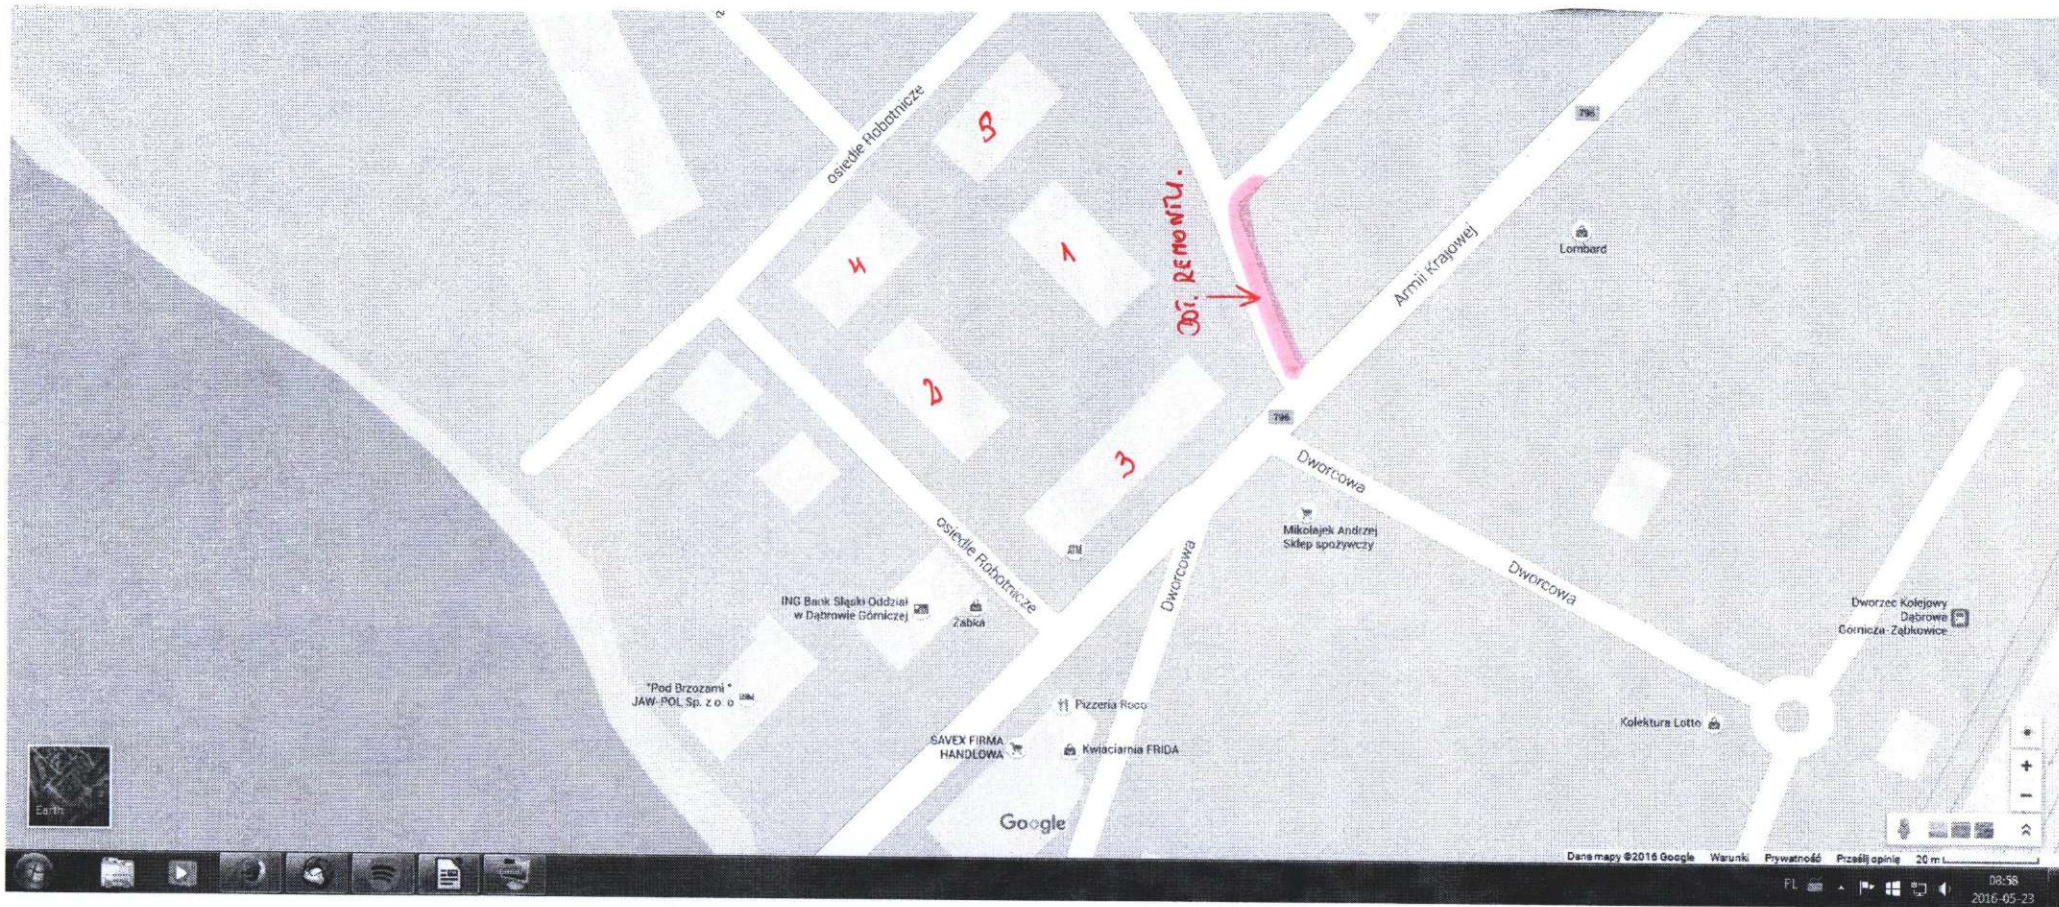 osiedle Robotnicze
5
796
4
1
DOT. REMONTU.
Armii Krajowej
Lombard
2
3
796
Dworcowa
osiedle Robotnicze
ATM
Dworcowa
Mikołajek Andrzej
Sklep spożywczy
Dworcowa
ING Bank Śląski Oddział
w Dąbrowie Górniczej
Żabka
Dworzec Kolejowy
Dąbrowa
Górnicza-Ząbkowice
"Pod Brzozami "
JAW-POL Sp. z o. o
Pizzeria Roco
SAVEX FIRMA
HANDLOWA
Kwiaciarnia FRIDA
Kolektura Lotto
Earth
Google
Dane mapy ©2016 Google Warunki Prywatność Prześlij opinię 20 m
PL
08:58
2016-05-23